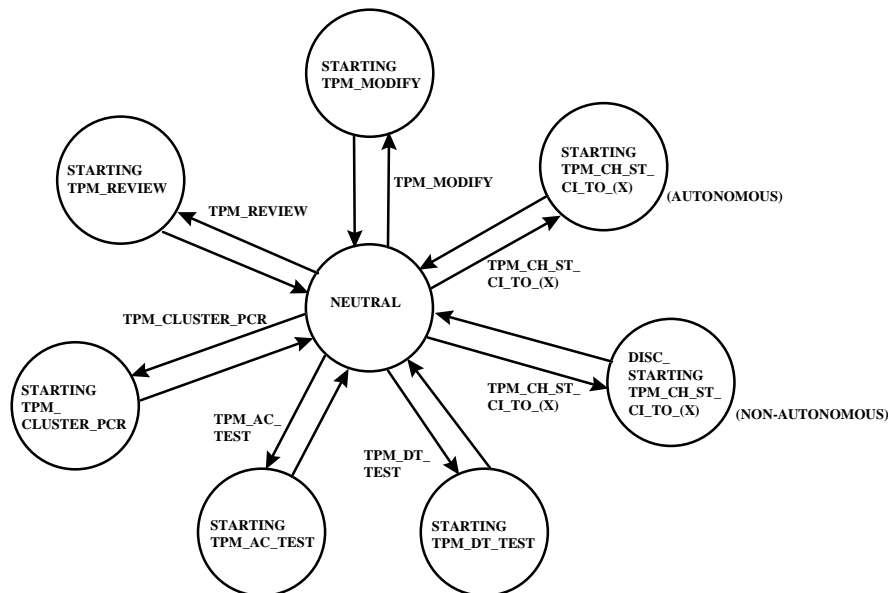 STARTING
TPM_MODIFY
STARTING
TPM_REVIEW
STARTING
TPM_CH_ST_
CI_TO_(X)
(AUTONOMOUS)
TPM_MODIFY
TPM_REVIEW
TPM_CH_ST_
CI_TO_(X)
NEUTRAL
TPM_CLUSTER_PCR
DISC_
STARTING
TPM_CH_ST_
CI_TO_(X)
(NON-AUTONOMOUS)
STARTING
TPM_
CLUSTER_PCR
TPM_CH_ST_
CI_TO_(X)
TPM_AC_
TEST
TPM_DT_
TEST
STARTING
TPM_AC_TEST
STARTING
TPM_DT_TEST